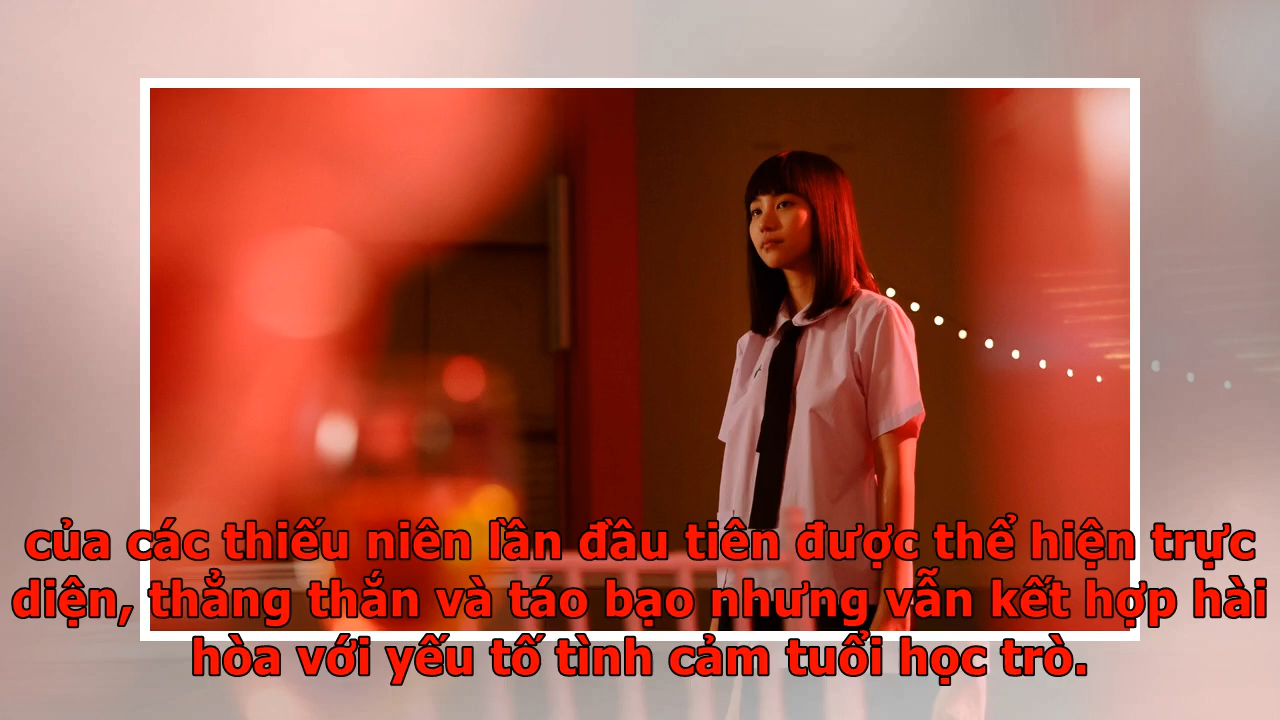 của các thiếu niên lần đầu tiên được thể hiện trực
diện, thẳng thắn và táo bạo nhưng vẫn kết hợp hài
hòa với yếu tố tình cảm tuổi học trò.